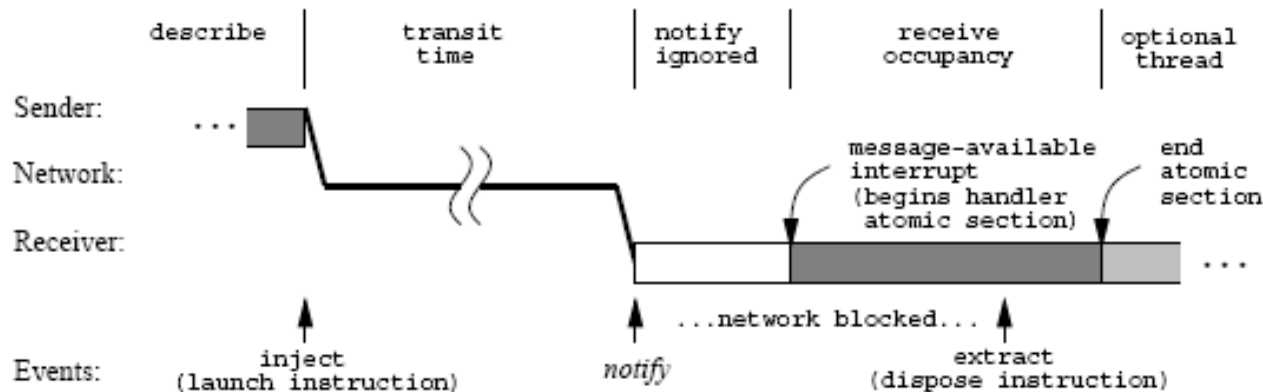 describe
transit
time
notify
ignored
receive
occupancy
optional
thread
Sender:
...
Network:
message-available
interrupt
(begins handler
atomic section)
end
atomic
section
Receiver:
...
...network blocked...
Events:
inject
(launch instruction)
notify
extract
(dispose instruction)